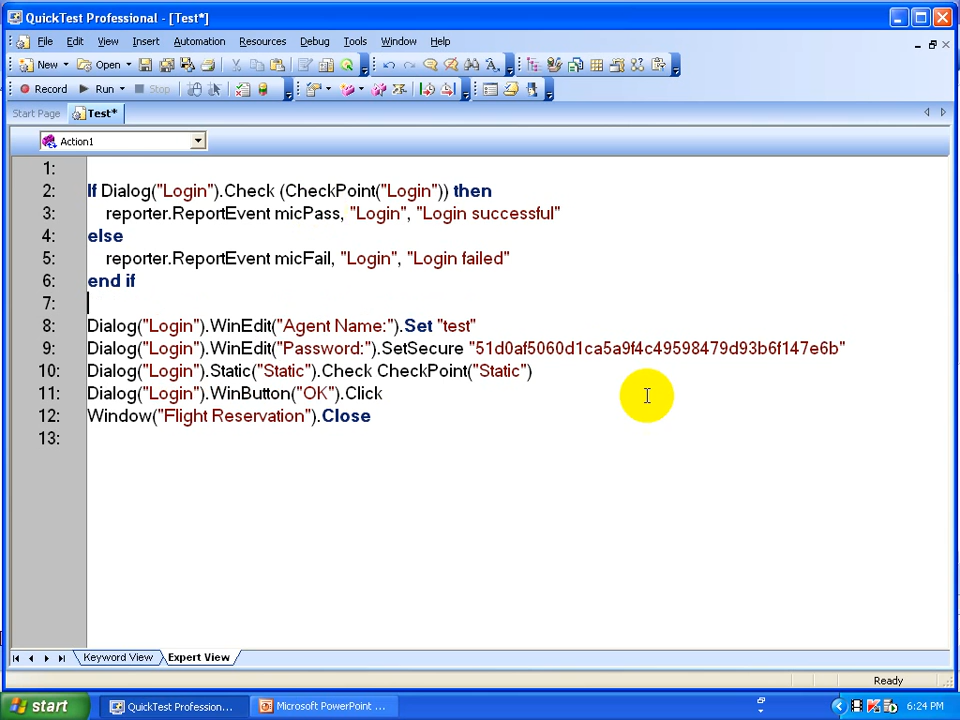 QuickTest Professional - [Test*]
File Edit View Insert Automation Resources Debug Tools Window Help
New Open
Record Run Stop
Start Page Test*
Action1
1:
2: If Dialog("Login").Check (CheckPoint("Login")) then
3: reporter.ReportEvent micPass, "Login", "Login successful"
4: else
5: reporter.ReportEvent micFail, "Login", "Login failed"
6: end if
7:
8: Dialog("Login").WinEdit("Agent Name:").Set "test"
9: Dialog("Login").WinEdit("Password:").SetSecure "51d0af5060d1ca5a9f4c49598479d93b6f147e6b"
10: Dialog("Login").Static("Static").Check CheckPoint("Static")
11: Dialog("Login").WinButton("OK").Click
12: Window("Flight Reservation").Close
13:
Keyword View Expert View
Ready
start QuickTest Profession... Microsoft PowerPoint ... 6:24 PM